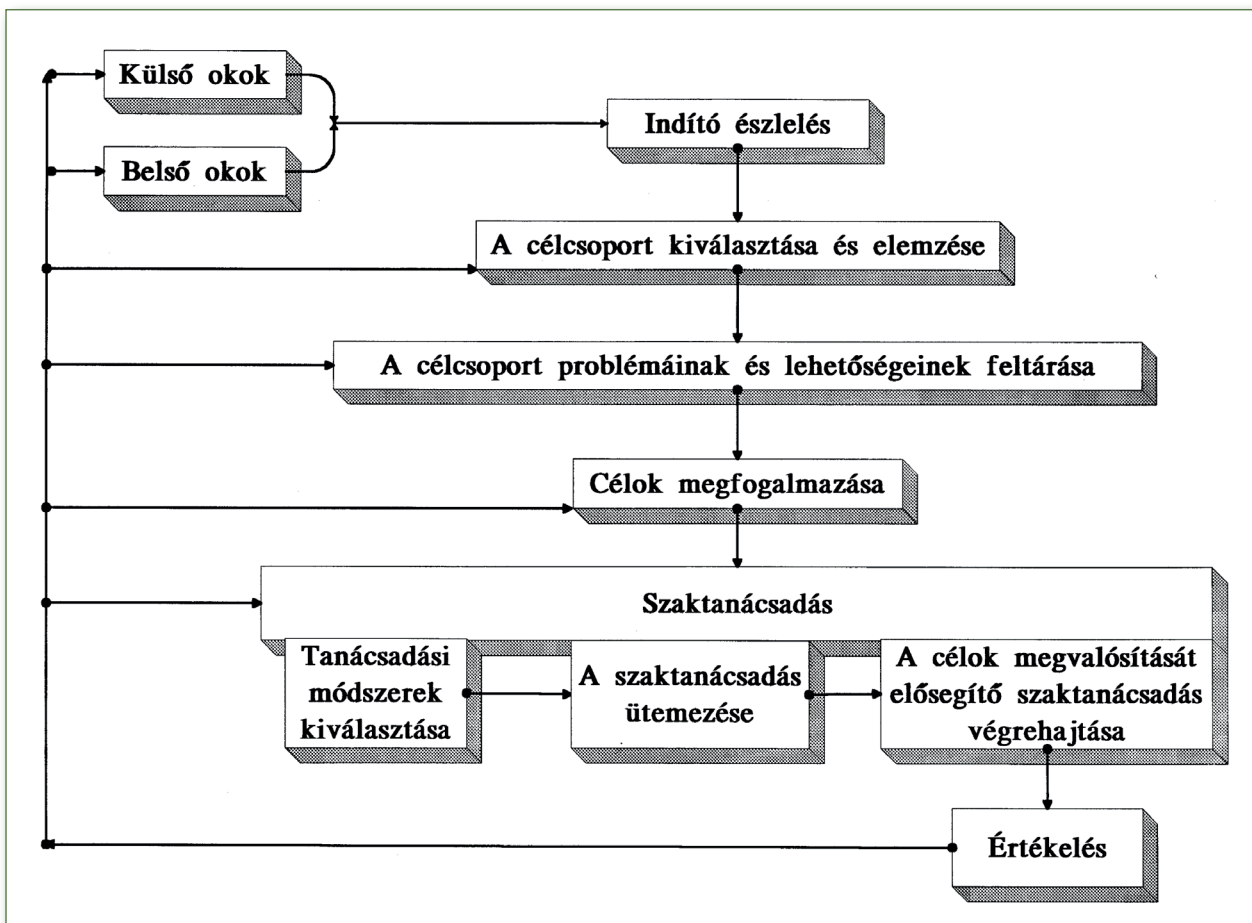 Külső okok
Belső okok
Indító észlelés
A célcsoport kiválasztása és elemzése
A célcsoport problémáinak és lehetőségeinek feltárása
Célok megfogalmazása
Szaktanácsadás
Tanácsadási
módszerek
kiválasztása
A szaktanácsadás
ütemezése
A célok megvalósítását
elősegítő szaktanácsadás
végrehajtása
Értékelés